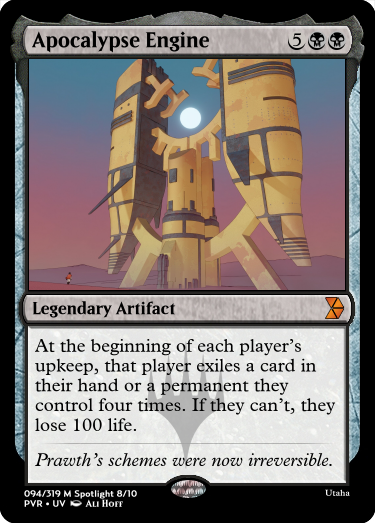 Apocalypse Engine 5
Legendary Artifact
At the beginning of each player's
upkeep, that player exiles a card in
their hand or a permanent they
control four times. If they can't, they
lose 100 life.
Prawth's schemes were now irreversible.
094/319 M Spotlight 8/10 Utaha
PVR • UV Ali Hoff